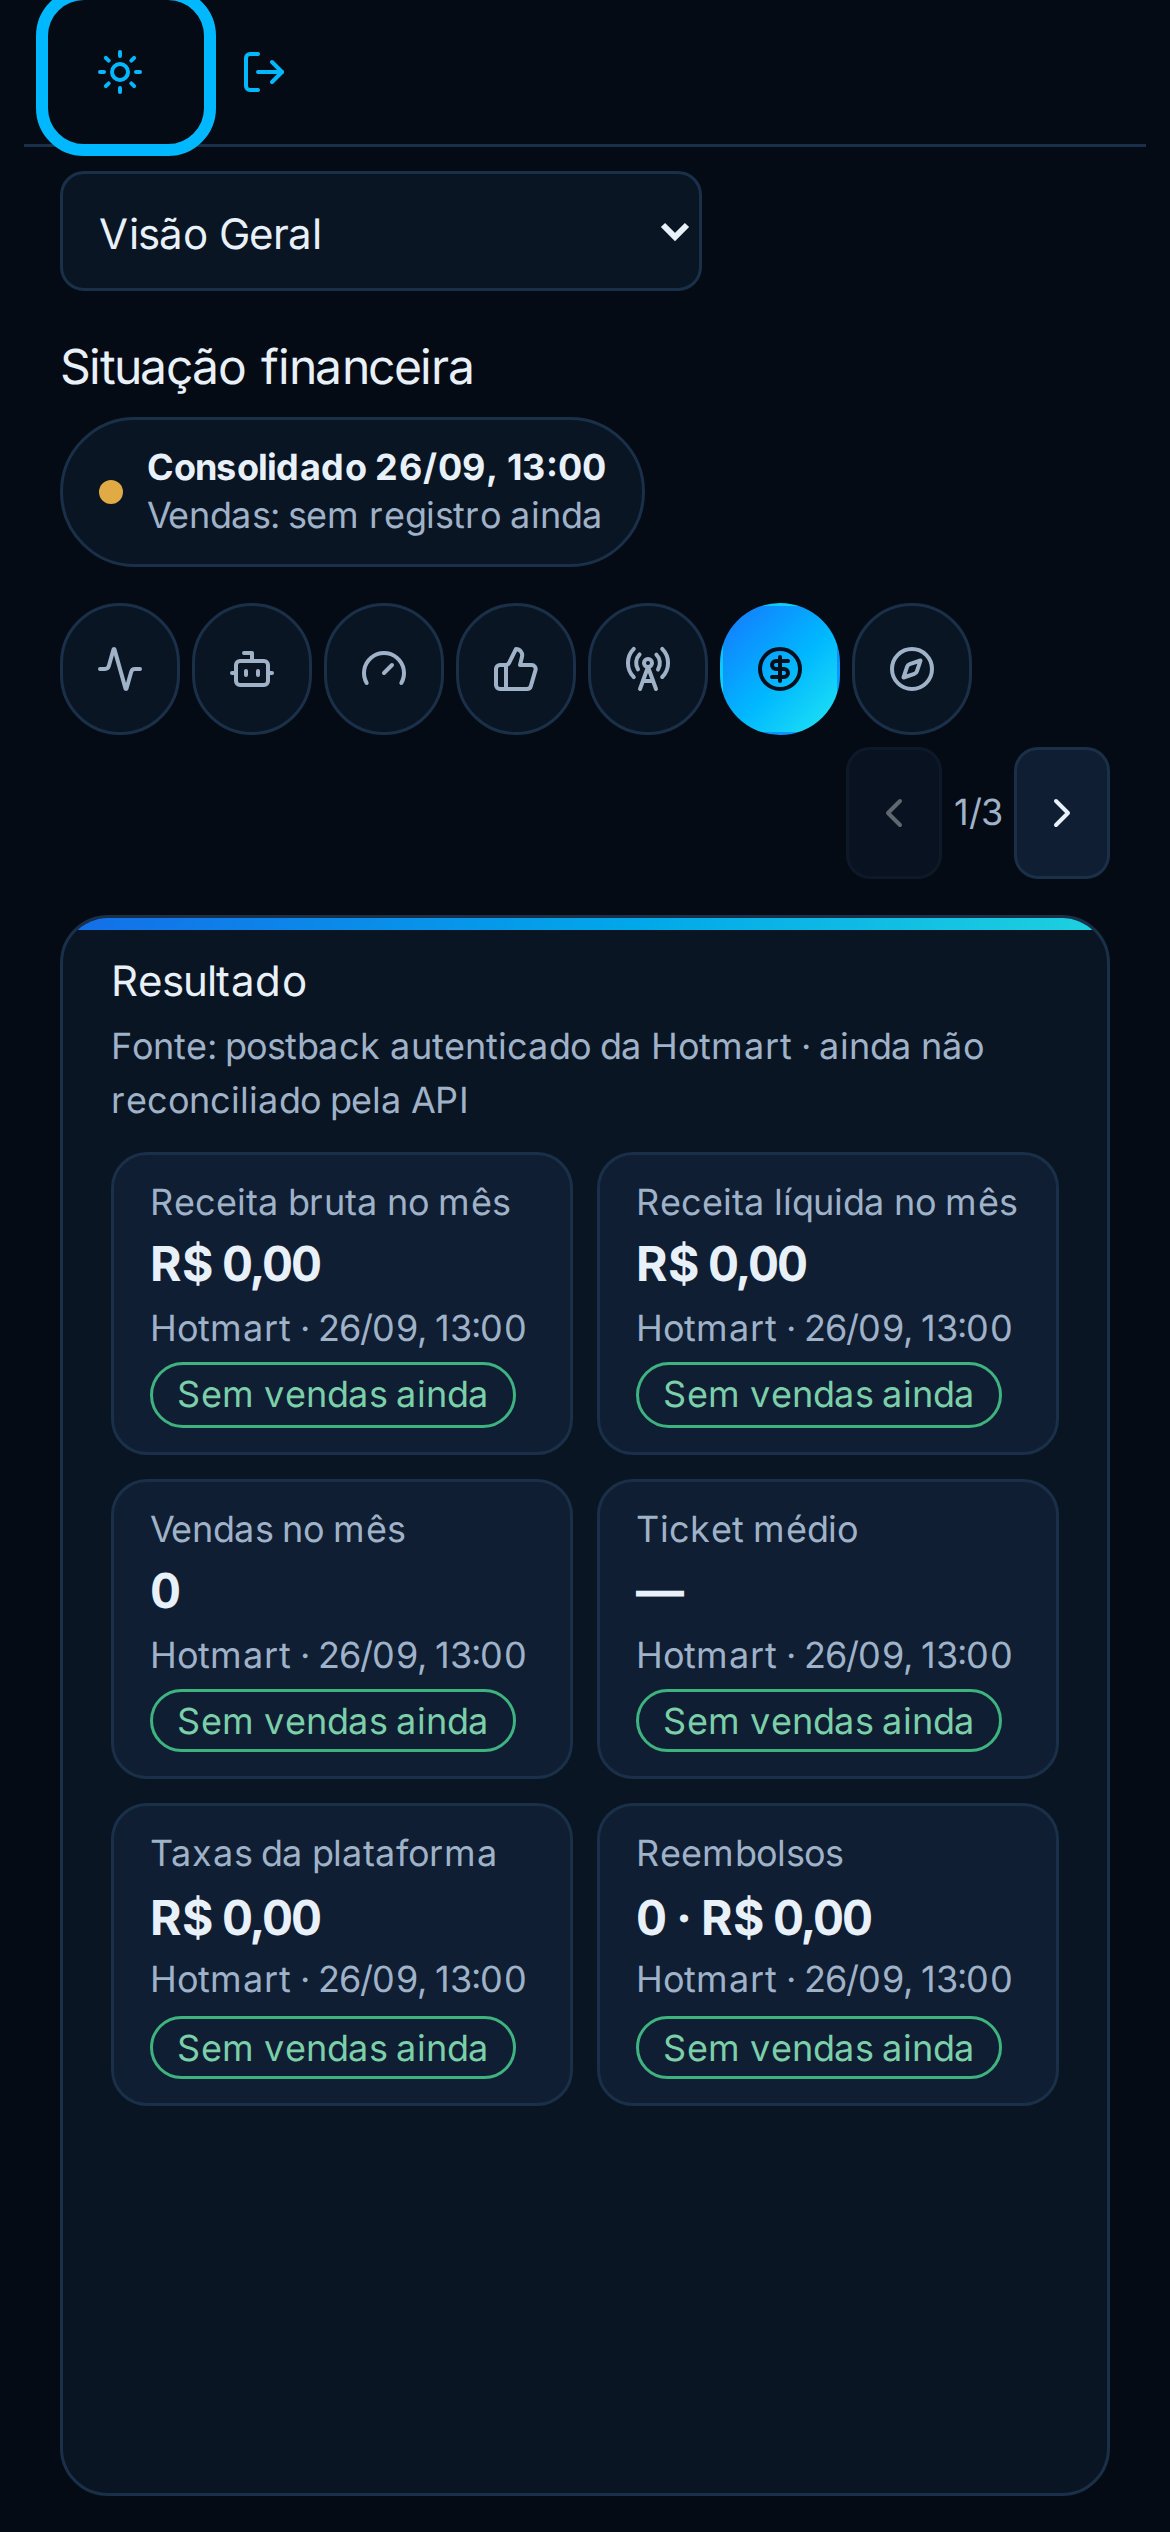 Visão Geral
Situação financeira
Consolidado 26/09, 13:00
Vendas: sem registro ainda
1/3
Resultado
Fonte: postback autenticado da Hotmart · ainda não
reconciliado pela API
Receita bruta no mês
R$ 0,00
Hotmart · 26/09, 13:00
Sem vendas ainda
Receita líquida no mês
R$ 0,00
Hotmart · 26/09, 13:00
Sem vendas ainda
Vendas no mês
0
Hotmart · 26/09, 13:00
Sem vendas ainda
Ticket médio
—
Hotmart · 26/09, 13:00
Sem vendas ainda
Taxas da plataforma
R$ 0,00
Hotmart · 26/09, 13:00
Sem vendas ainda
Reembolsos
0 · R$ 0,00
Hotmart · 26/09, 13:00
Sem vendas ainda